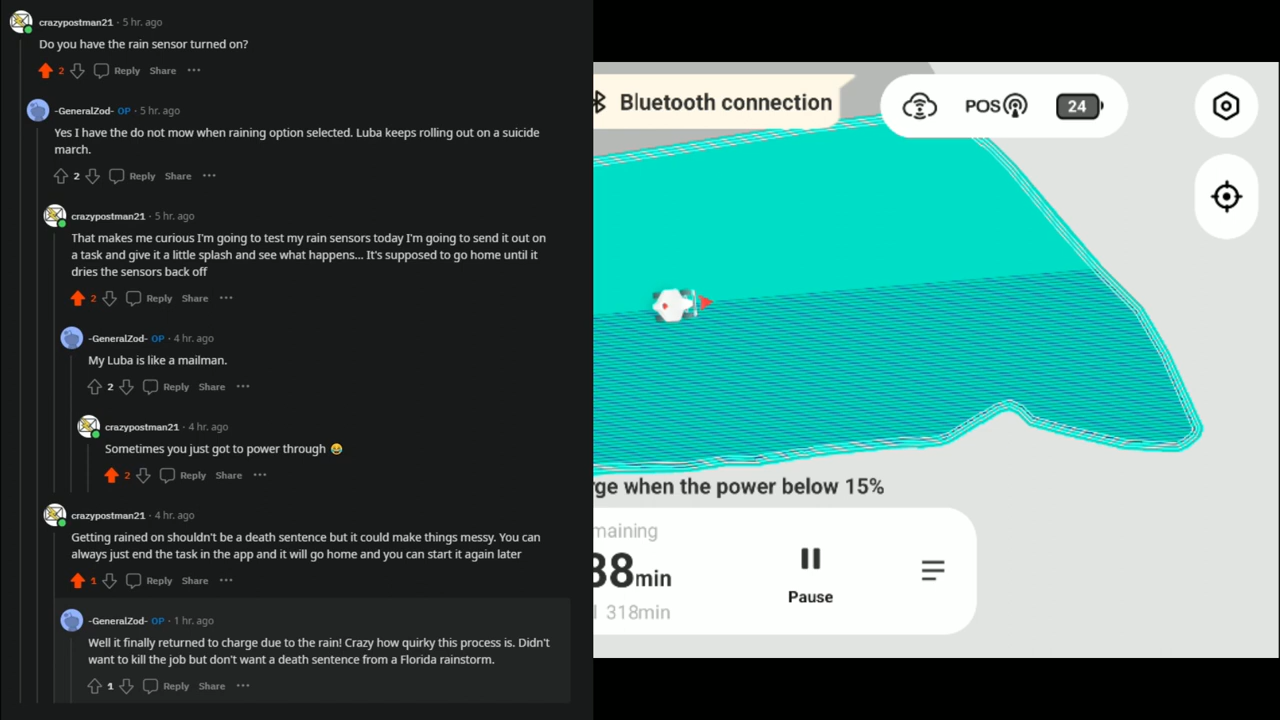 crazypostman21 · 5 hr. ago
Do you have the rain sensor turned on?
2 Reply Share ···
-GeneralZod- OP · 5 hr. ago
Yes I have the do not mow when raining option selected. Luba keeps rolling out on a suicide
march.
2 Reply Share ···
crazypostman21 · 5 hr. ago
That makes me curious I'm going to test my rain sensors today I'm going to send it out on
a task and give it a little splash and see what happens... It's supposed to go home until it
dries the sensors back off
2 Reply Share ···
-GeneralZod- OP · 4 hr. ago
My Luba is like a mailman.
2 Reply Share ···
crazypostman21 · 4 hr. ago
Sometimes you just got to power through 😅
2 Reply Share ···
crazypostman21 · 4 hr. ago
Getting rained on shouldn't be a death sentence but it could make things messy. You can
always just end the task in the app and it will go home and you can start it again later
1 Reply Share ···
-GeneralZod- OP · 1 hr. ago
Well it finally returned to charge due to the rain! Crazy how quirky this process is. Didn't
want to kill the job but don't want a death sentence from a Florida rainstorm.
1 Reply Share ···
Bluetooth connection
POS 24
rge when the power below 15%
maining
38min
318min
Pause